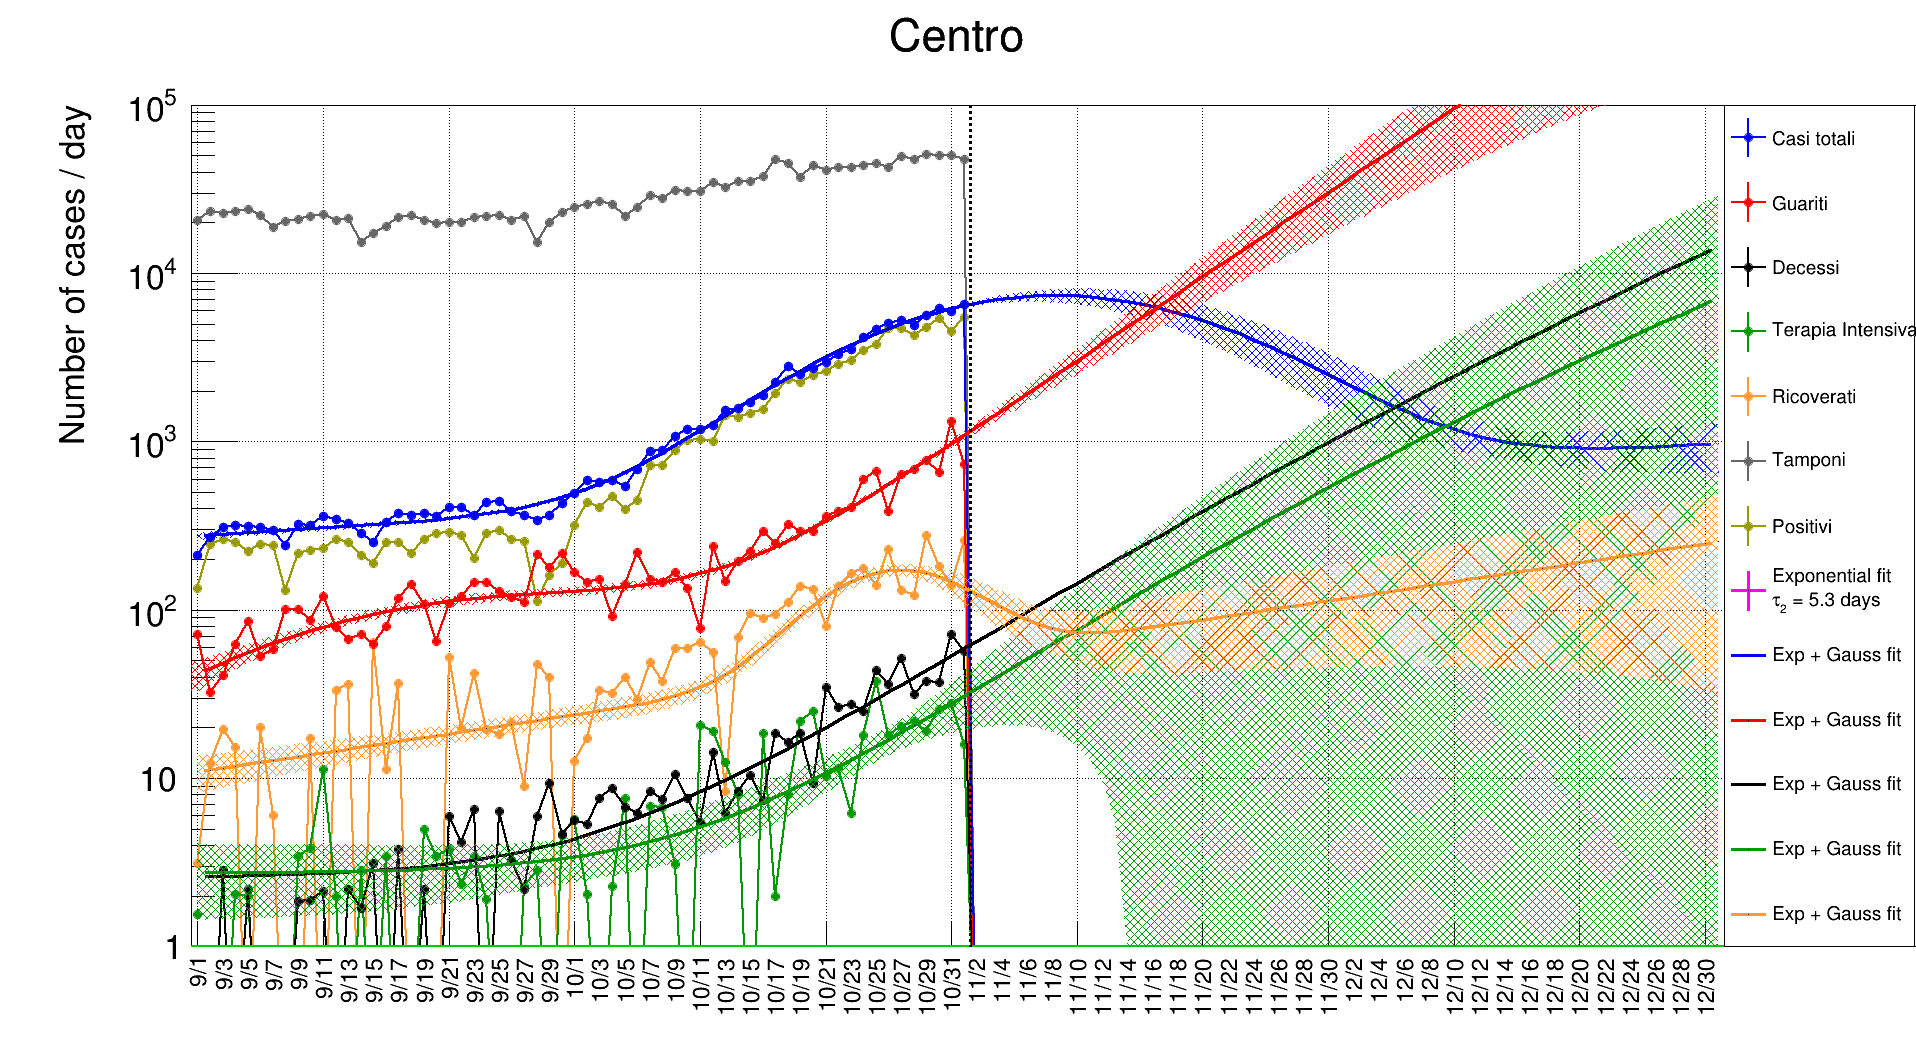 Centro
Number of cases / day
10^5
10^4
10^3
10^2
10
1
9/1 9/3 9/5 9/7 9/9 9/11 9/13 9/15 9/17 9/19 9/21 9/23 9/25 9/27 9/29 10/1 10/3 10/5 10/7 10/9 10/11 10/13 10/15 10/17 10/19 10/21 10/23 10/25 10/27 10/29 10/31 11/2 11/4 11/6 11/8 11/10 11/12 11/14 11/16 11/18 11/20 11/22 11/24 11/26 11/28 11/30 12/2 12/4 12/6 12/8 12/10 12/12 12/14 12/16 12/18 12/20 12/22 12/24 12/26 12/28 12/30
Casi totali
Guariti
Decessi
Terapia Intensiva
Ricoverati
Tamponi
Positivi
Exponential fit
τ₂ = 5.3 days
Exp + Gauss fit
Exp + Gauss fit
Exp + Gauss fit
Exp + Gauss fit
Exp + Gauss fit